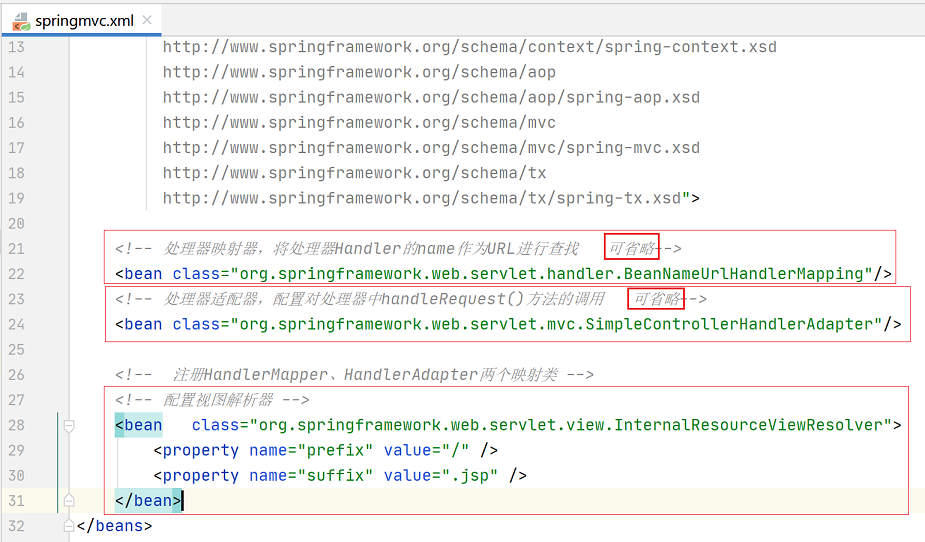 springmvc.xml
13 http://www.springframework.org/schema/context/spring-context.xsd
14 http://www.springframework.org/schema/aop
15 http://www.springframework.org/schema/aop/spring-aop.xsd
16 http://www.springframework.org/schema/mvc
17 http://www.springframework.org/schema/mvc/spring-mvc.xsd
18 http://www.springframework.org/schema/tx
19 http://www.springframework.org/schema/tx/spring-tx.xsd">
20
21 <!-- 处理器映射器，将处理器Handler的name作为URL进行查找 可省略-->
22 <bean class="org.springframework.web.servlet.handler.BeanNameUrlHandlerMapping"/>
23 <!-- 处理器适配器，配置对处理器中handleRequest()方法的调用 可省略-->
24 <bean class="org.springframework.web.servlet.mvc.SimpleControllerHandlerAdapter"/>
25
26 <!-- 注册HandlerMapper、HandlerAdapter两个映射类 -->
27 <!-- 配置视图解析器 -->
28 <bean class="org.springframework.web.servlet.view.InternalResourceViewResolver">
29 <property name="prefix" value="/" />
30 <property name="suffix" value=".jsp" />
31 </bean>
32 </beans>